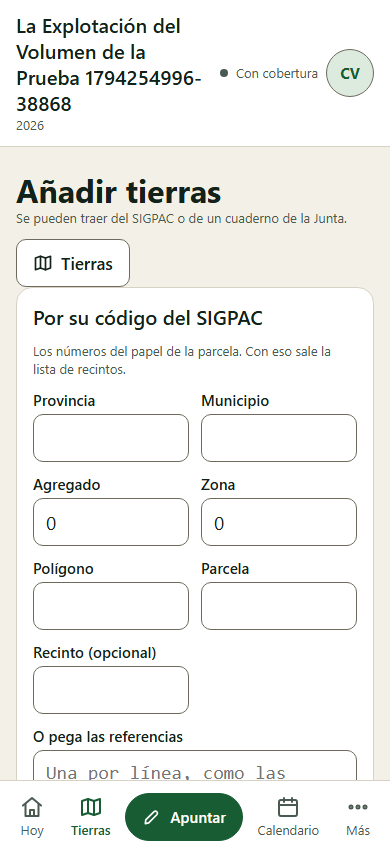 La Explotación del
Volumen de la
Prueba 1794254996-
38868
2026
Con cobertura
CV
Añadir tierras
Se pueden traer del SIGPAC o de un cuaderno de la Junta.
Tierras
Por su código del SIGPAC
Los números del papel de la parcela. Con eso sale la
lista de recintos.
Provincia
Municipio
Agregado
Zona
0
0
Polígono
Parcela
Recinto (opcional)
O pega las referencias
Una por línea, como las
Hoy
Tierras
Apuntar
Calendario
Más